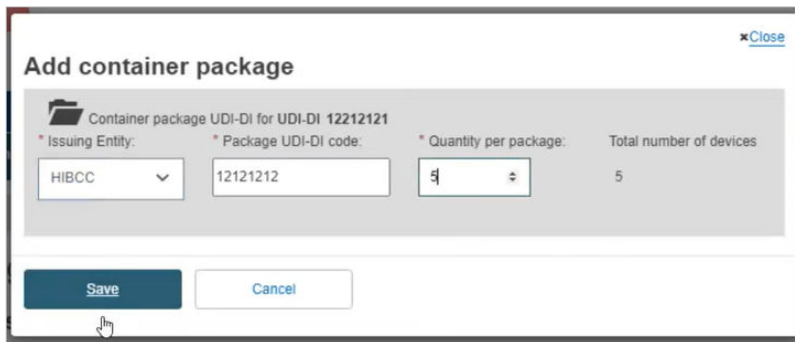 ×Close
Add container package
Container package UDI-DI for UDI-DI 12212121
* Issuing Entity: * Package UDI-DI code: * Quantity per package: Total number of devices
HIBCC 12121212 5 5
Save Cancel